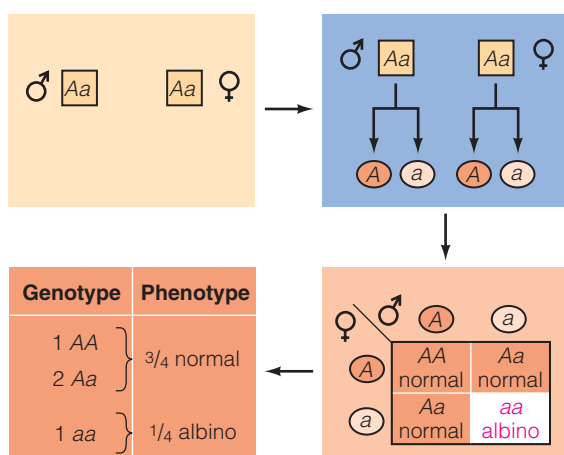 ♂ Aa Aa ♀
♂ Aa Aa ♀
A a A a
Genotype Phenotype
1 AA
2 Aa
3/4 normal
1 aa 1/4 albino
♀ ♂ A a
A AA normal Aa normal
a Aa normal aa albino